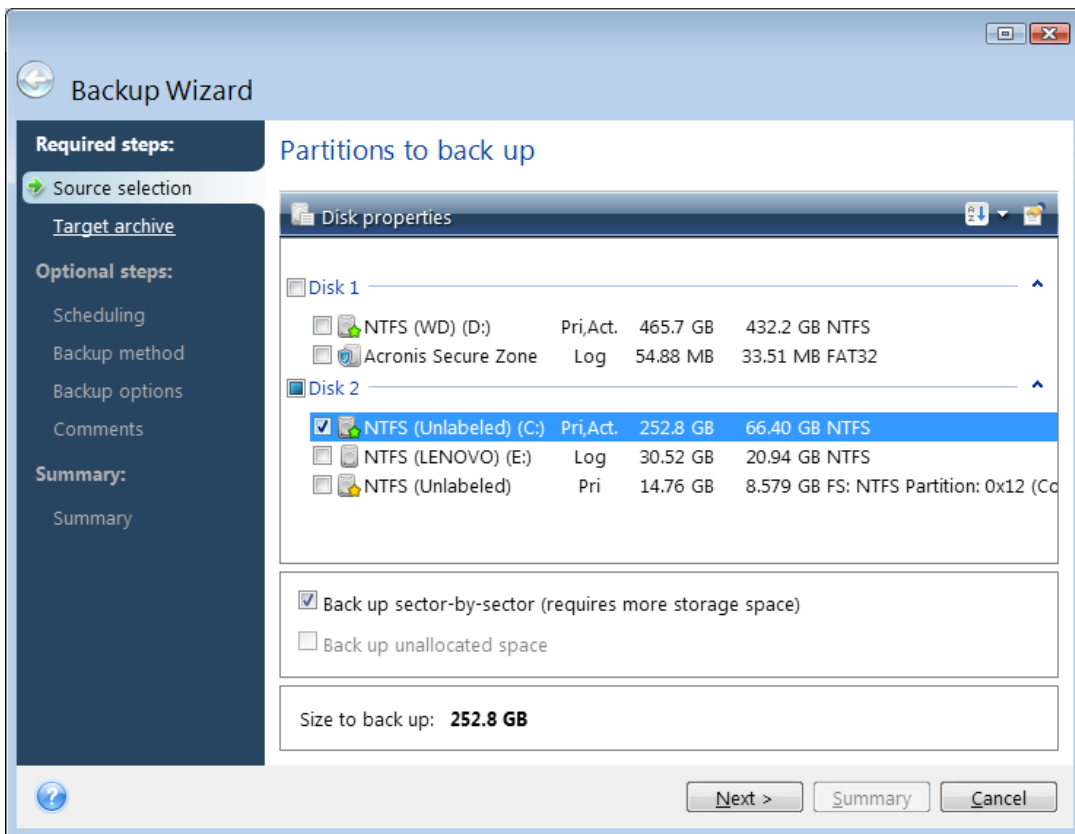 Backup Wizard
Required steps:
Source selection
Target archive
Optional steps:
Scheduling
Backup method
Backup options
Comments
Summary:
Summary
Partitions to back up
Disk properties
Disk 1
NTFS (WD) (D:) Pri,Act. 465.7 GB 432.2 GB NTFS
Acronis Secure Zone Log 54.88 MB 33.51 MB FAT32
Disk 2
NTFS (Unlabeled) (C:) Pri,Act. 252.8 GB 66.40 GB NTFS
NTFS (LENOVO) (E:) Log 30.52 GB 20.94 GB NTFS
NTFS (Unlabeled) Pri 14.76 GB 8.579 GB FS: NTFS Partition: 0x12 (Co
Back up sector-by-sector (requires more storage space)
Back up unallocated space
Size to back up: 252.8 GB
Next > Summary Cancel